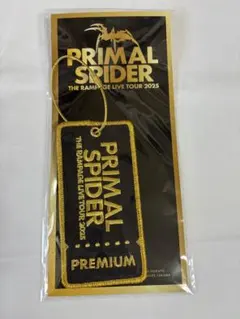 PRIMAL
SPIDER
THE RAMPAGE LIVE TOUR 2025
PRIMAL
SPIDER
THE RAMPAGE LIVE TOUR 2025
PREMIUM